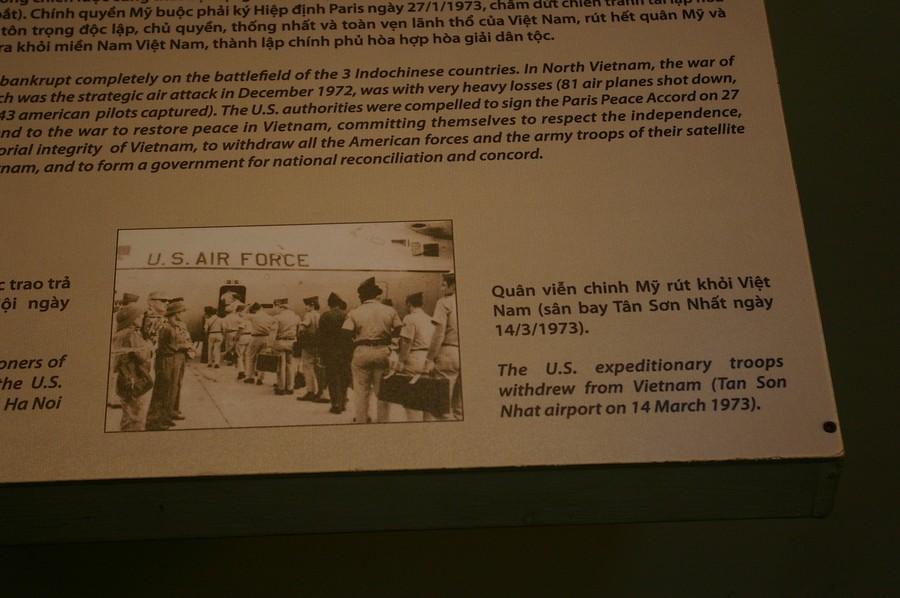 bắt). Chính quyền Mỹ buộc phải ký Hiệp định Paris ngày 27/1/1973, chấm dứt chiến tranh tái lập hòa
tôn trọng độc lập, chủ quyền, thống nhất và toàn vẹn lãnh thổ của Việt Nam, rút hết quân Mỹ và
ra khỏi miền Nam Việt Nam, thành lập chính phủ hòa hợp hòa giải dân tộc.
bankrupt completely on the battlefield of the 3 Indochinese countries. In North Vietnam, the war of
ch was the strategic air attack in December 1972, was with very heavy losses (81 air planes shot down,
43 american pilots captured). The U.S. authorities were compelled to sign the Paris Peace Accord on 27
nd to the war to restore peace in Vietnam, committing themselves to respect the independence,
orial integrity of Vietnam, to withdraw all the American forces and the army troops of their satellite
nam, and to form a government for national reconciliation and concord.
c trao trả
ội ngày
oners of
the U.S.
Ha Noi
U.S. AIR FORCE
Quân viễn chinh Mỹ rút khỏi Việt
Nam (sân bay Tân Sơn Nhất ngày
14/3/1973).
The U.S. expeditionary troops
withdrew from Vietnam (Tan Son
Nhat airport on 14 March 1973).